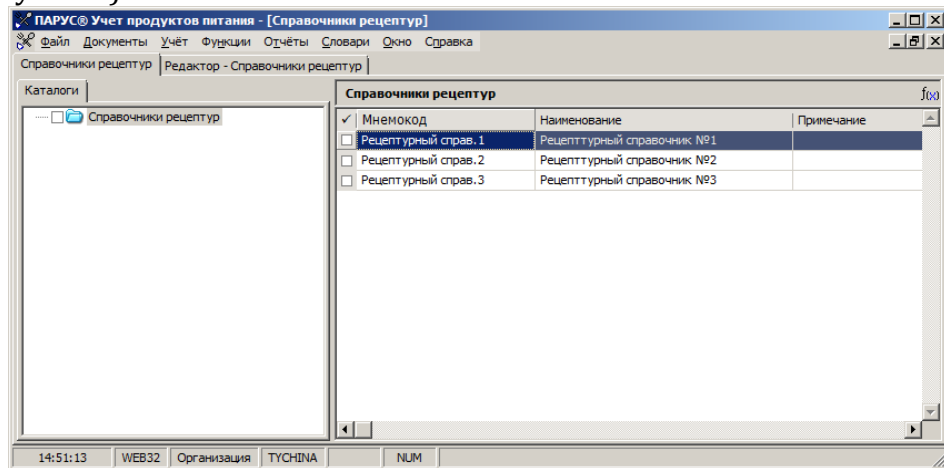 ПАРУС® Учет продуктов питания - [Справочники рецептур]
Файл Документы Учёт Функции Отчёты Словари Окно Справка
Справочники рецептур Редактор - Справочники рецептур
Каталоги
Справочники рецептур
Справочники рецептур f(x)
✓ Мнемокод Наименование Примечание
Рецептурный справ.1 Рецепттурный справочник №1
Рецептурный справ.2 Рецепттурный справочник №2
Рецептурный справ.3 Рецепттурный справочник №3
14:51:13 WEB32 Организация TYCHINA NUM